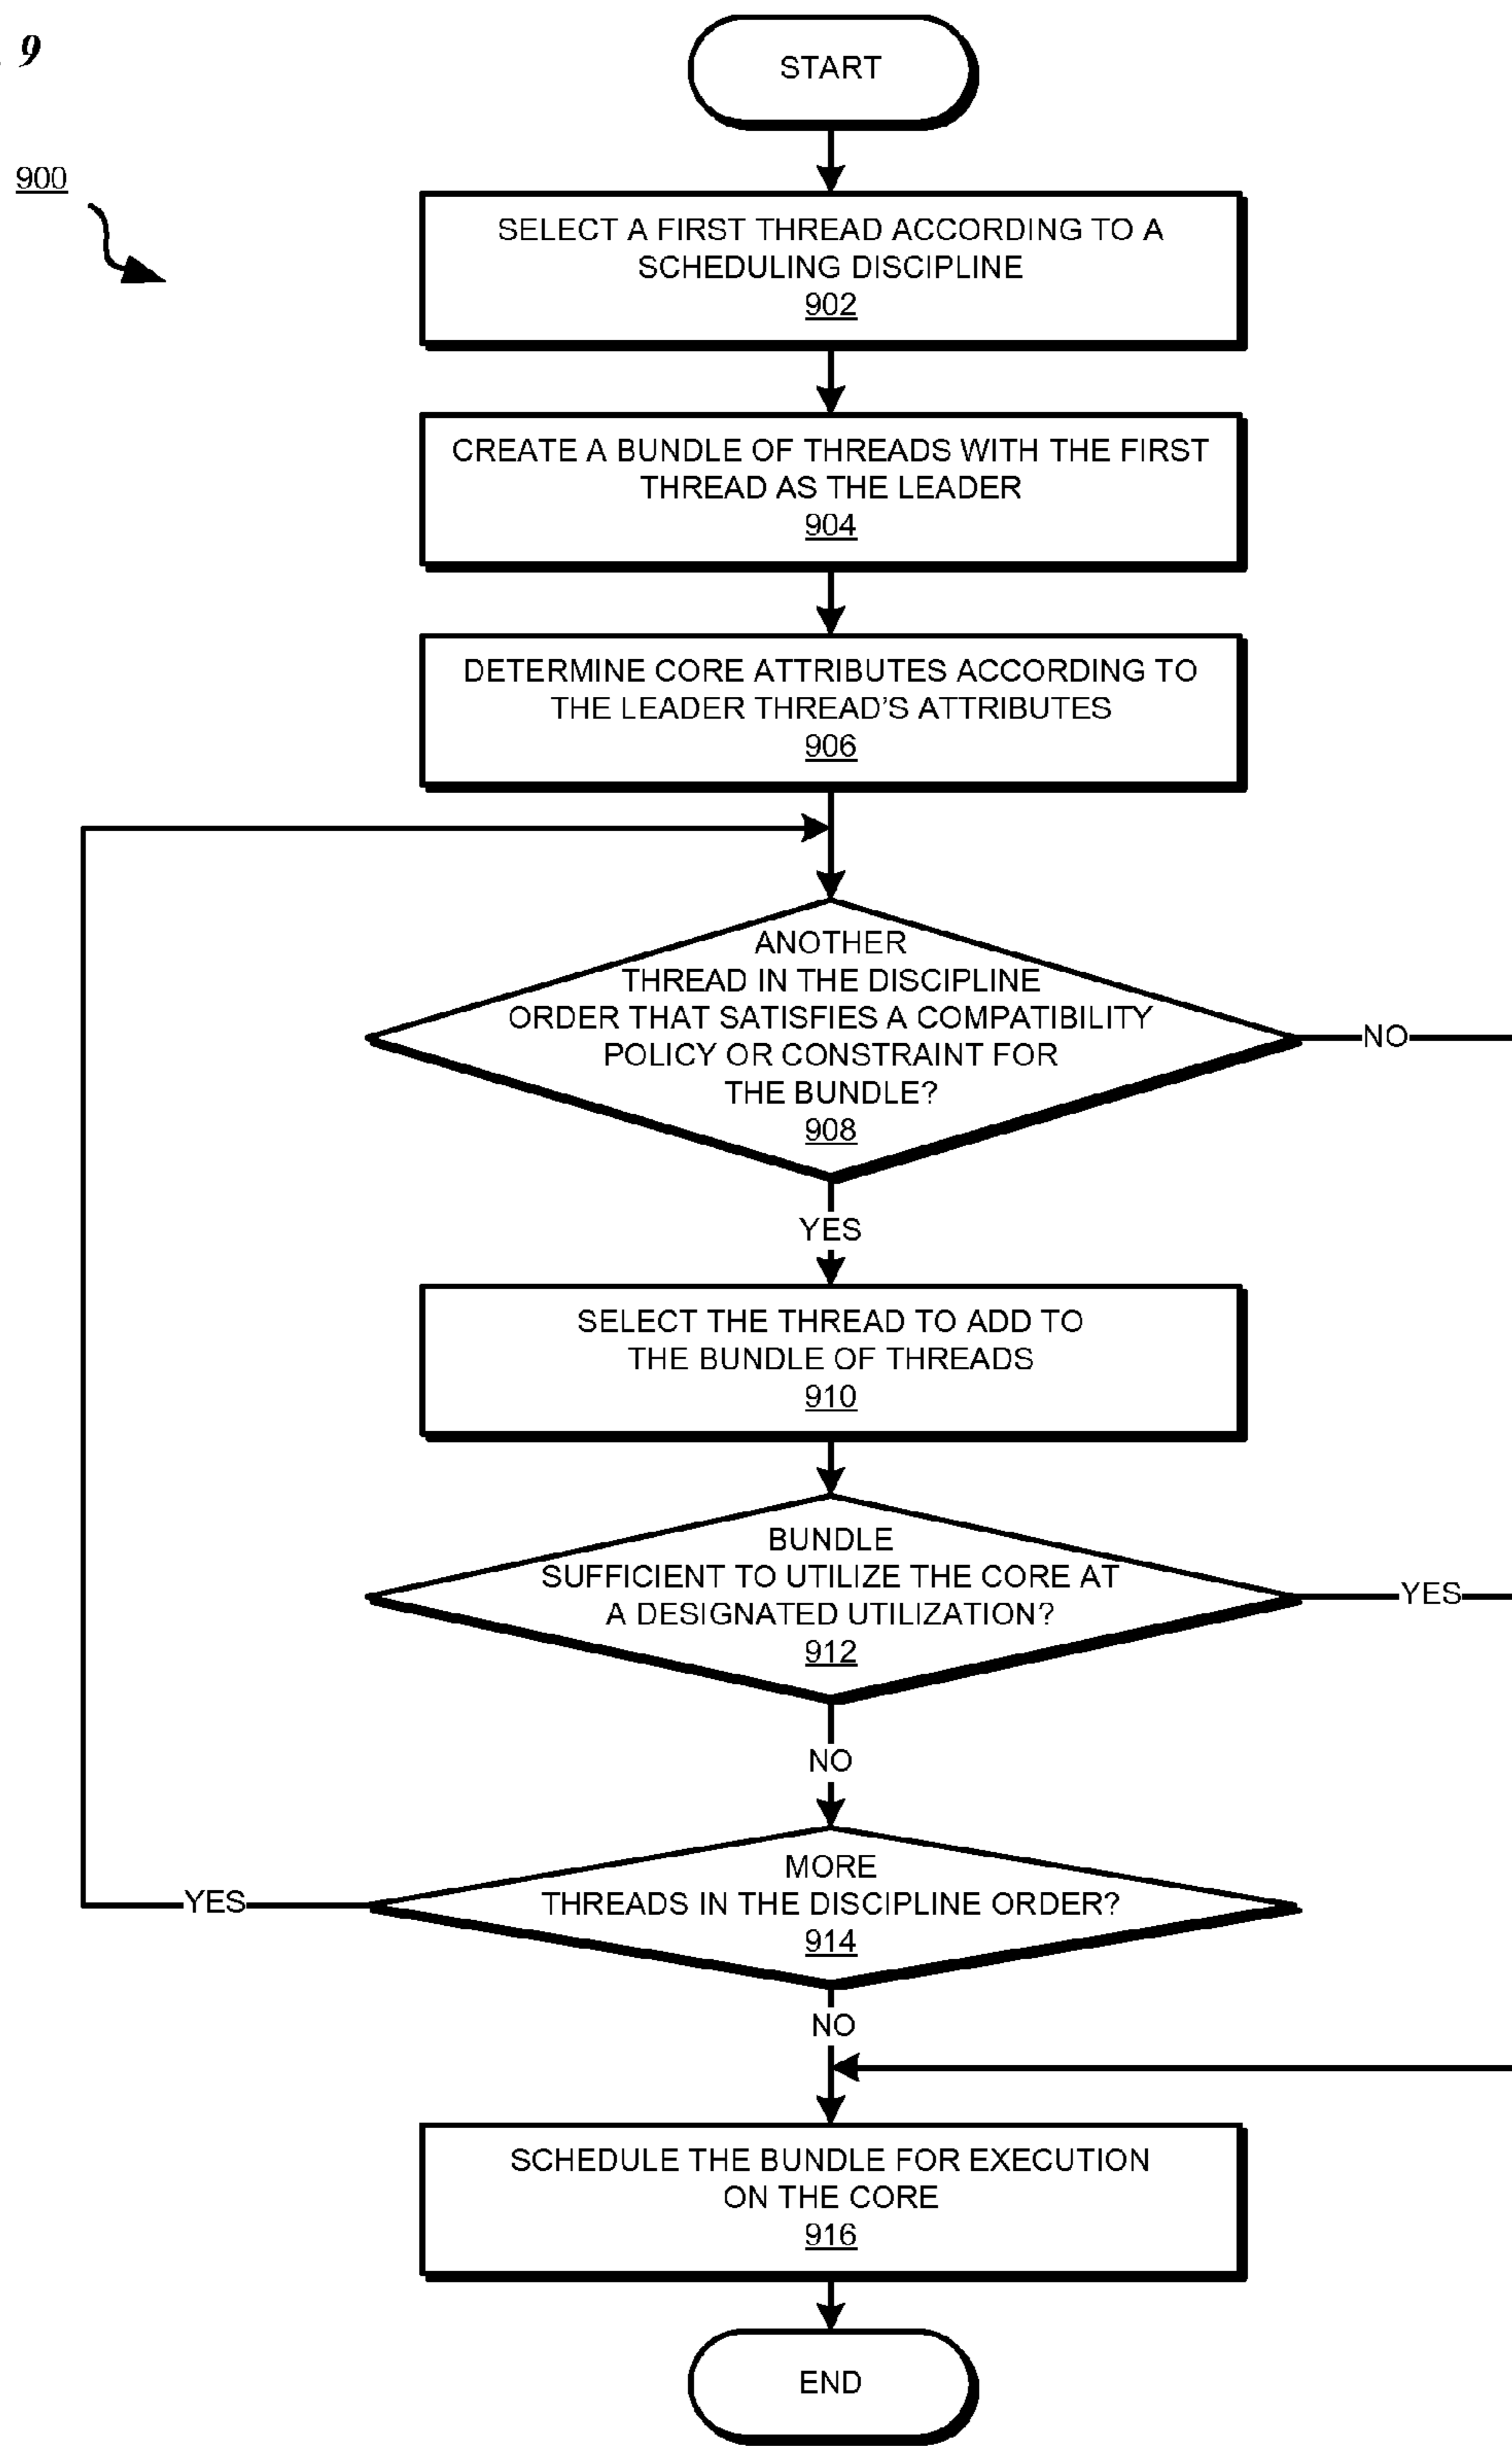 . 9
900
START
SELECT A FIRST THREAD ACCORDING TO A
SCHEDULING DISCIPLINE
902
CREATE A BUNDLE OF THREADS WITH THE FIRST
THREAD AS THE LEADER
904
DETERMINE CORE ATTRIBUTES ACCORDING TO
THE LEADER THREAD'S ATTRIBUTES
906
ANOTHER
THREAD IN THE DISCIPLINE
ORDER THAT SATISFIES A COMPATIBILITY
POLICY OR CONSTRAINT FOR
THE BUNDLE?
908
NO
YES
SELECT THE THREAD TO ADD TO
THE BUNDLE OF THREADS
910
BUNDLE
SUFFICIENT TO UTILIZE THE CORE AT
A DESIGNATED UTILIZATION?
912
YES
NO
MORE
THREADS IN THE DISCIPLINE ORDER?
914
YES
NO
SCHEDULE THE BUNDLE FOR EXECUTION
ON THE CORE
916
END